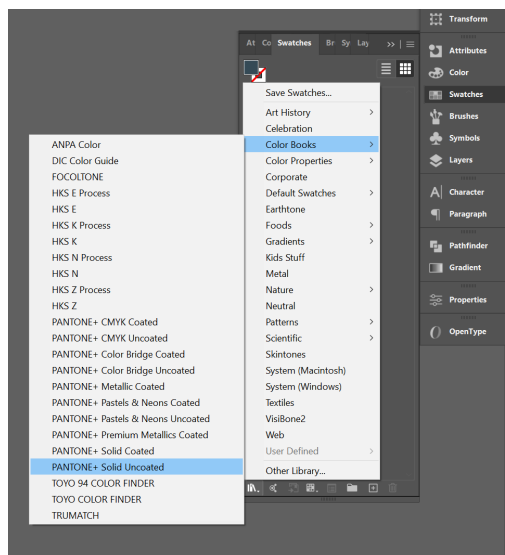 At Co Swatches Br Sy Lay
Save Swatches...
Art History
Celebration
Color Books
Color Properties
Corporate
Default Swatches
Earthtone
Foods
Gradients
Kids Stuff
Metal
Nature
Neutral
Patterns
Scientific
Skintones
System (Macintosh)
System (Windows)
Textiles
VisiBone2
Web
User Defined
Other Library...
ANPA Color
DIC Color Guide
FOCOLTONE
HKS E Process
HKS E
HKS K Process
HKS K
HKS N Process
HKS N
HKS Z Process
HKS Z
PANTONE+ CMYK Coated
PANTONE+ CMYK Uncoated
PANTONE+ Color Bridge Coated
PANTONE+ Color Bridge Uncoated
PANTONE+ Metallic Coated
PANTONE+ Pastels & Neons Coated
PANTONE+ Pastels & Neons Uncoated
PANTONE+ Premium Metallics Coated
PANTONE+ Solid Coated
PANTONE+ Solid Uncoated
TOYO 94 COLOR FINDER
TOYO COLOR FINDER
TRUMATCH
Transform
Attributes
Color
Swatches
Brushes
Symbols
Layers
Character
Paragraph
Pathfinder
Gradient
Properties
OpenType